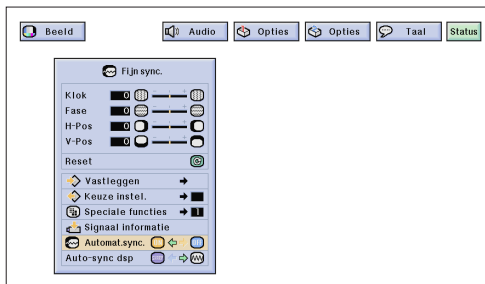 Beeld Audio Opties Opties Taal Status
Fijn sync.
Klok 0
Fase 0
H-Pos 0
V-Pos 0
Reset
Vastleggen
Keuze instel.
Speciale functies 1
Signaal informatie
Automat.sync.
Auto-sync dsp